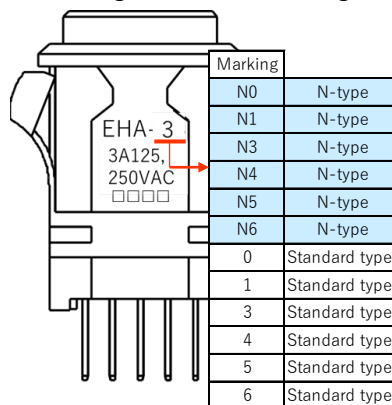 EHA- 3
3A125,
250VAC
□□□□
Marking
N0 N-type
N1 N-type
N3 N-type
N4 N-type
N5 N-type
N6 N-type
0 Standard type
1 Standard type
3 Standard type
4 Standard type
5 Standard type
6 Standard type